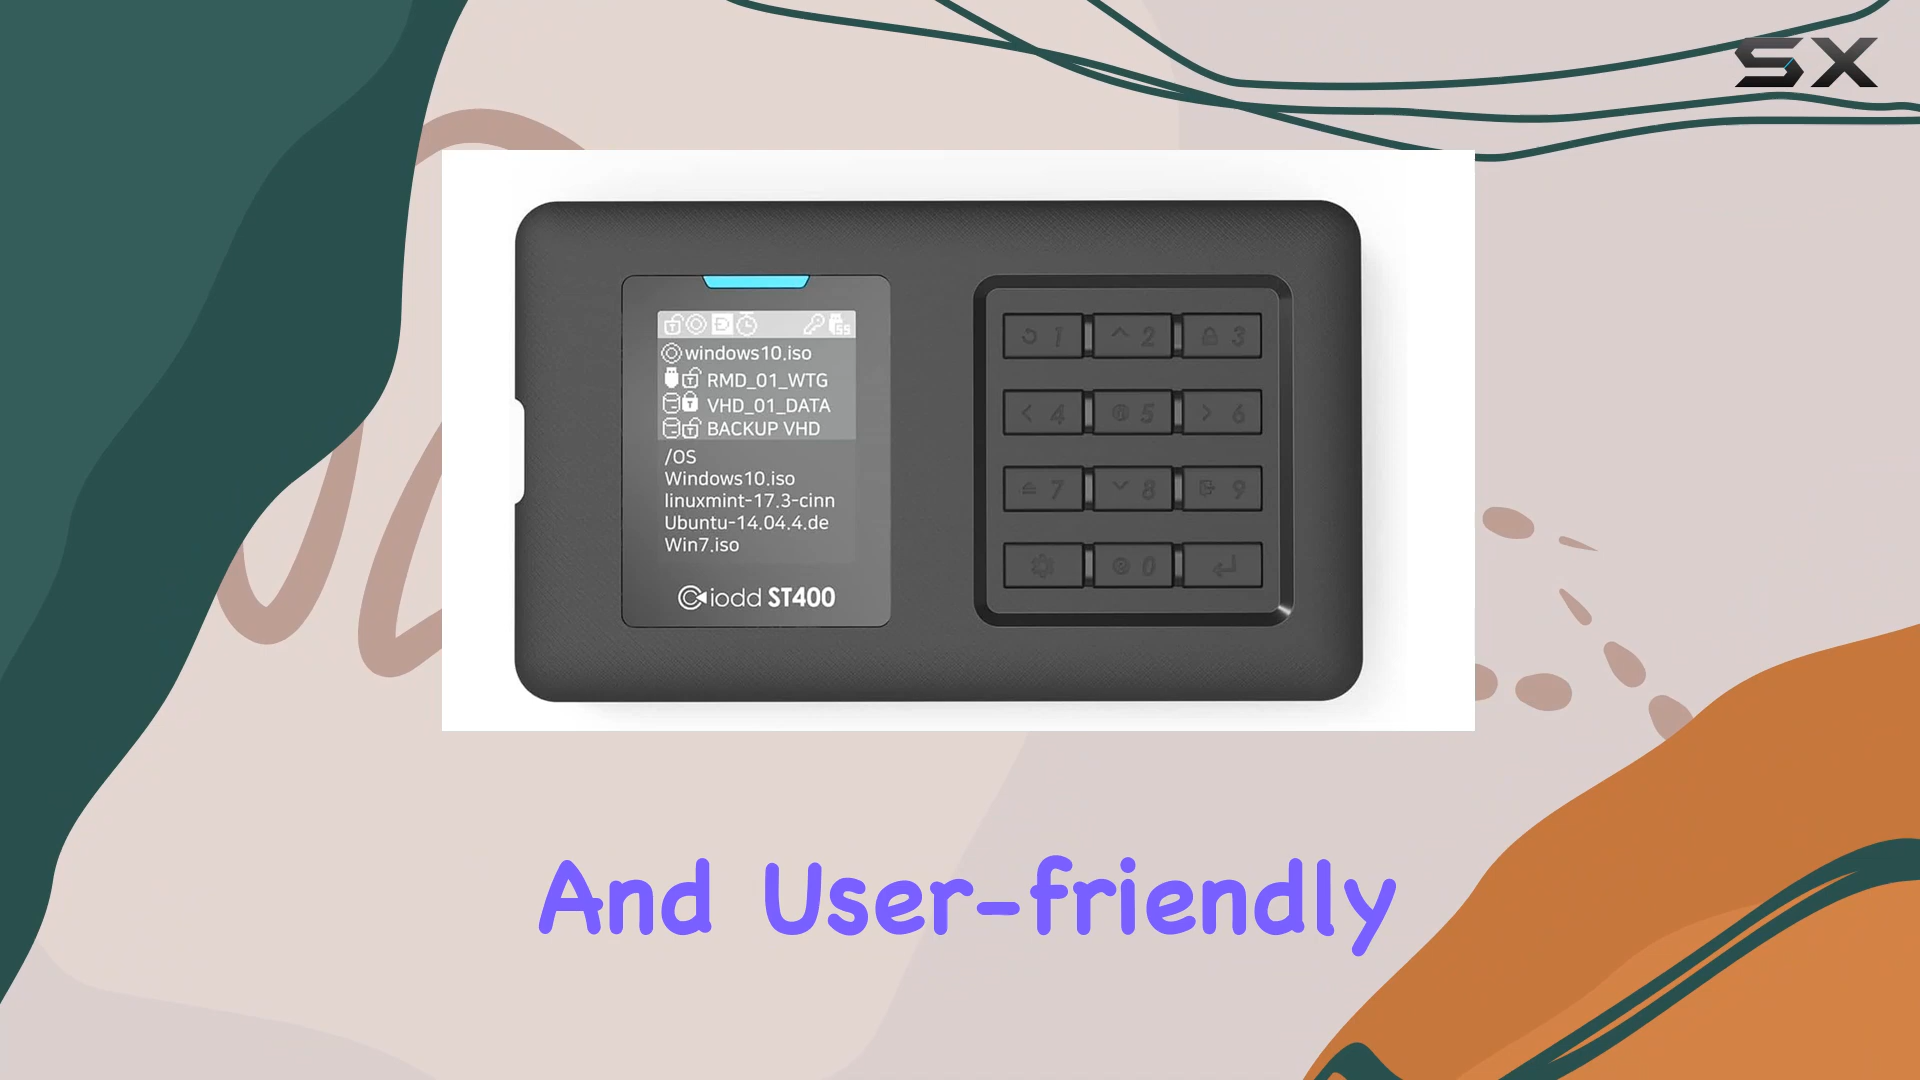 SX
55
windows10.iso
RMD_01_WTG
VHD_01_DATA
BACKUP VHD
/OS
Windows10.iso
linuxmint-17.3-cinn
Ubuntu-14.04.4.de
Win7.iso
iodd ST400
1 2 3
4 5 6
7 8 9
0
And User-friendly